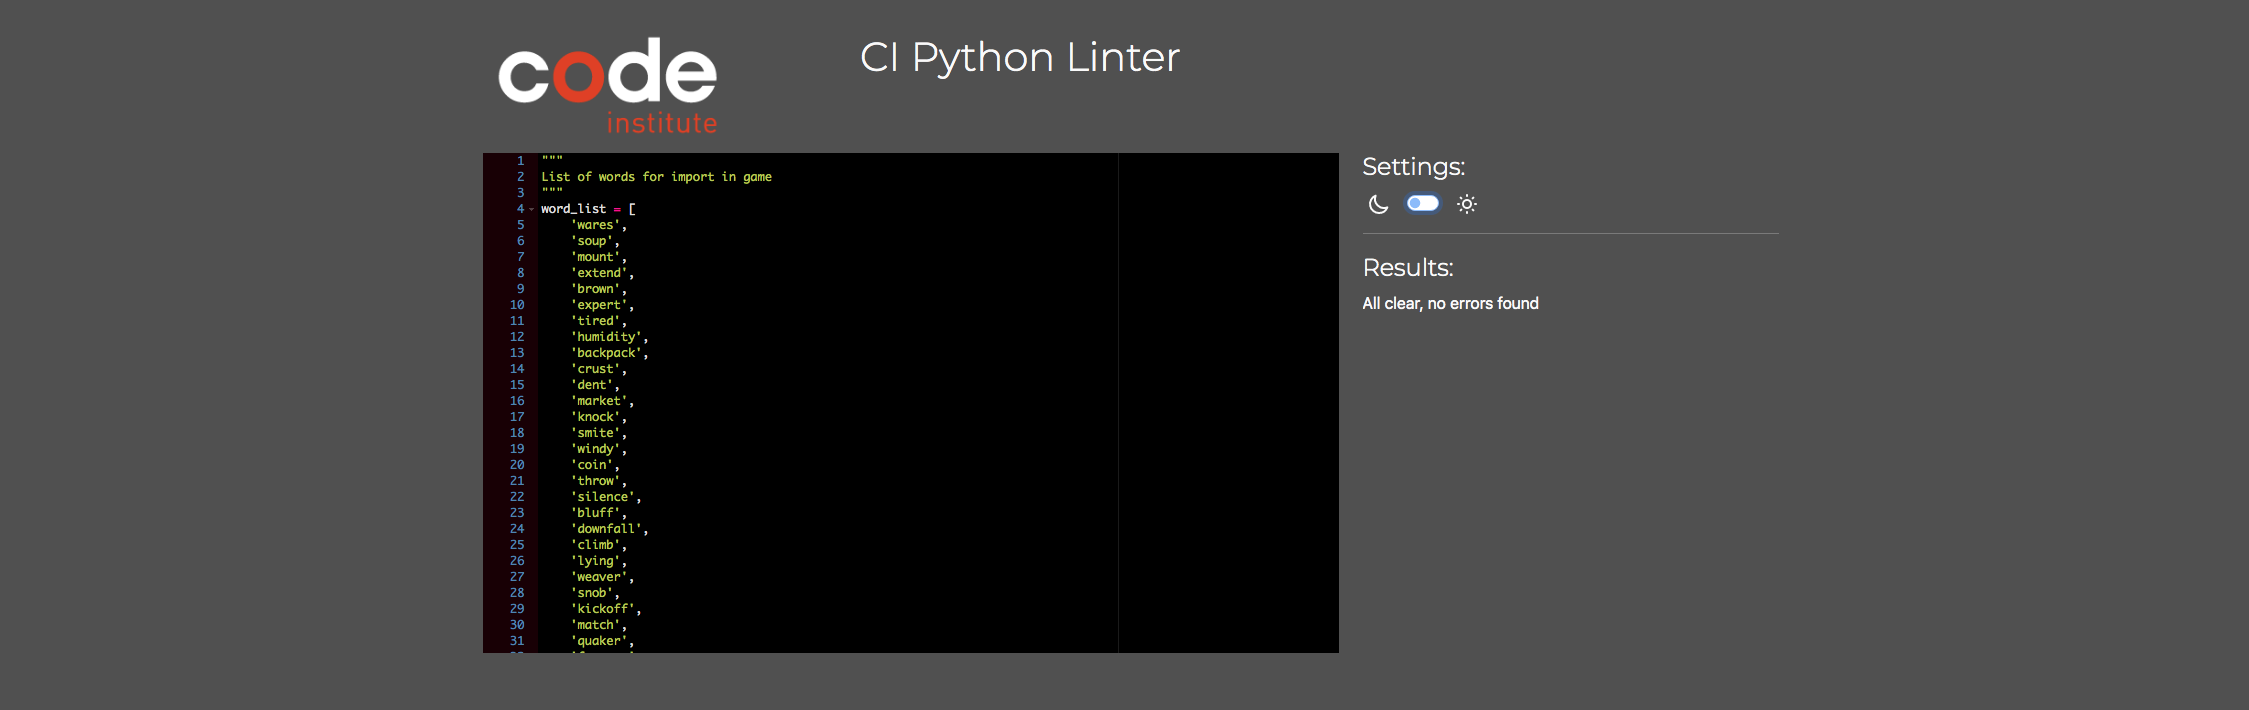 code
institute
CI Python Linter
1 """
2 List of words for import in game
3 """
4 word_list = [
5 'wares',
6 'soup',
7 'mount',
8 'extend',
9 'brown',
10 'expert',
11 'tired',
12 'humidity',
13 'backpack',
14 'crust',
15 'dent',
16 'market',
17 'knock',
18 'smite',
19 'windy',
20 'coin',
21 'throw',
22 'silence',
23 'bluff',
24 'downfall',
25 'climb',
26 'lying',
27 'weaver',
28 'snob',
29 'kickoff',
30 'match',
31 'quaker',
Settings:
Results:
All clear, no errors found